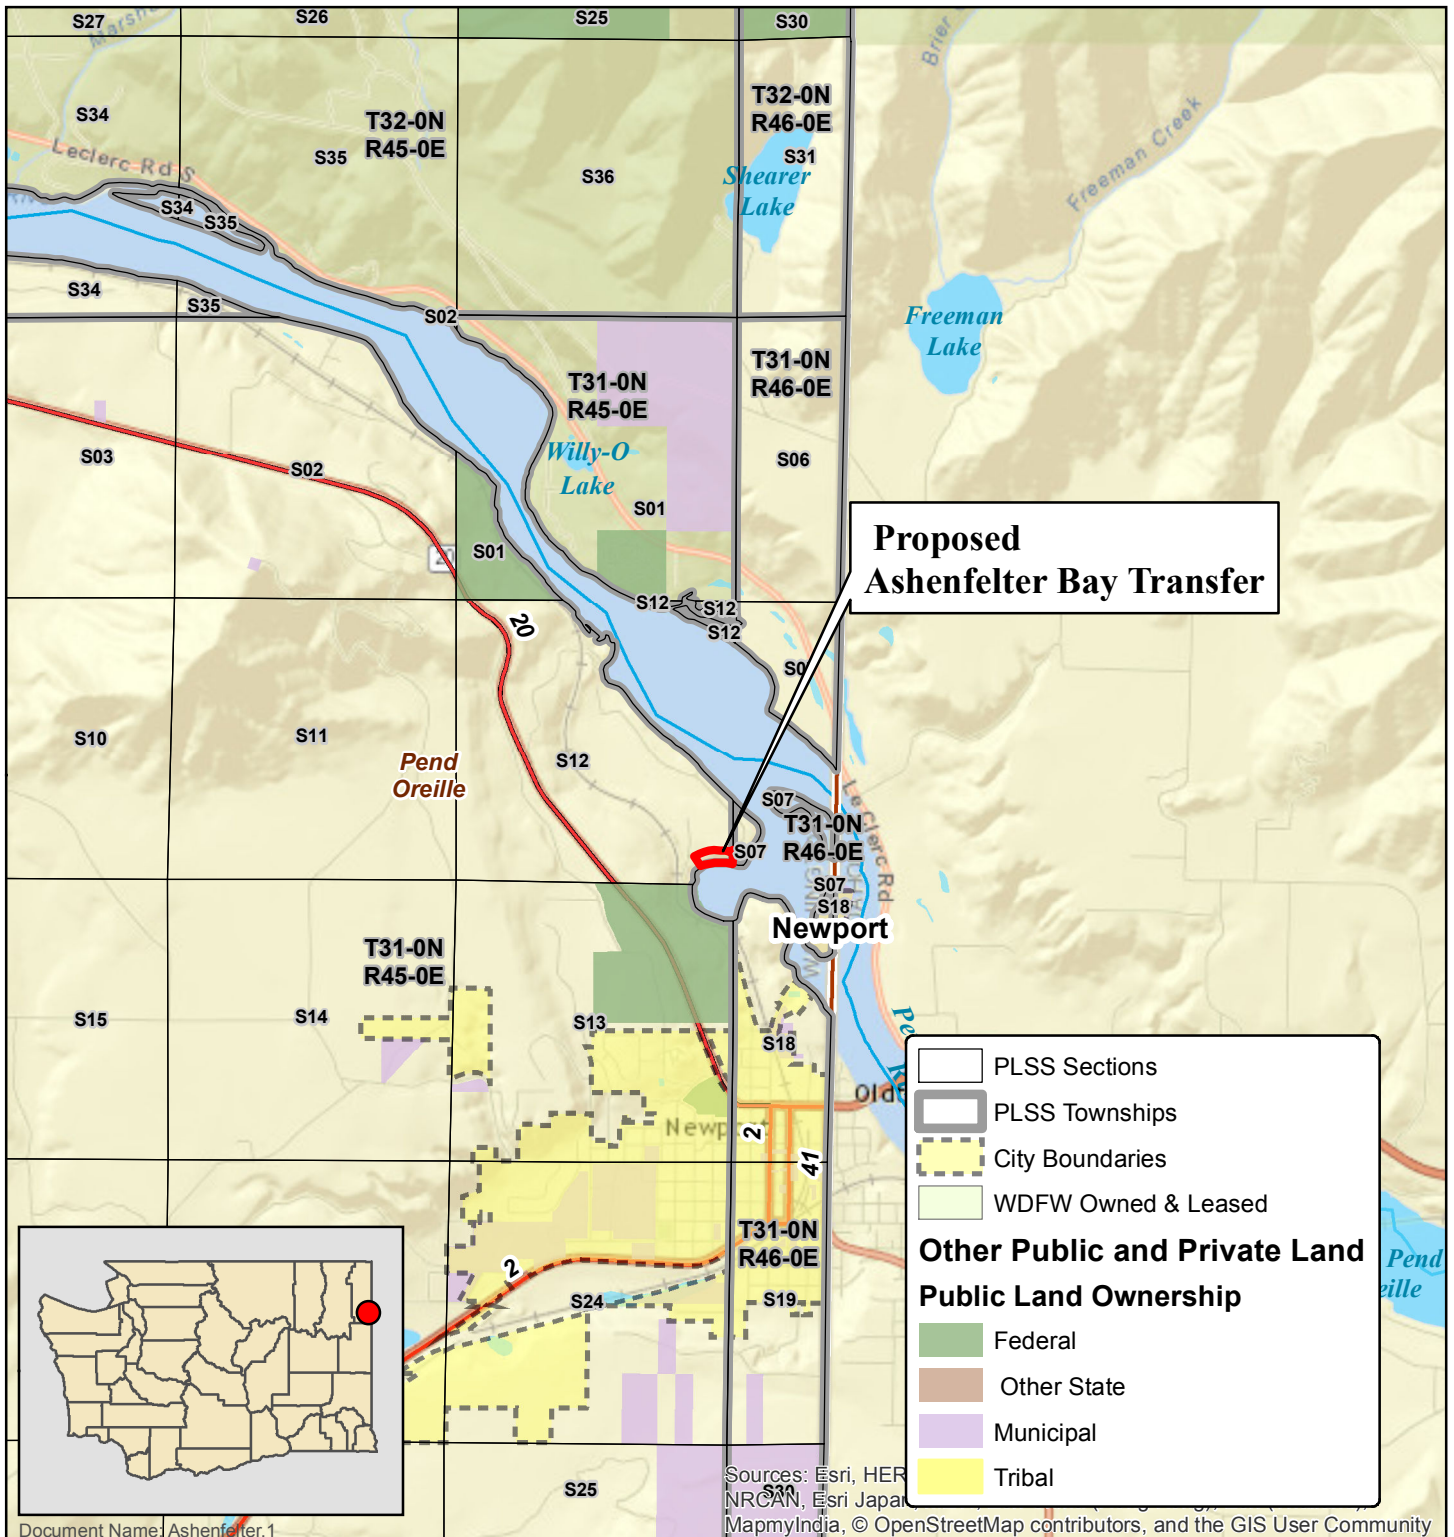 S27
S26
S25
S30
Brier
S34
T32-0N
R45-0E
S35
T32-0N
R46-0E
S31
Leclerc Rd S
S36
Shearer
Lake
Freeman Creek
S34
S35
S34
S35
S02
Freeman
Lake
T31-0N
R45-0E
T31-0N
R46-0E
S03
S02
Willy-O
Lake
S06
S01
20
S01
Proposed
Ashenfelter Bay Transfer
S12
S12
S12
20
S10
S11
S12
Pend
Oreille
S07
T31-0N
R46-0E
Le Clerc Rd
S07
S07
S18
Newport
T31-0N
R45-0E
S15
S14
S13
S18
Newport
2
41
T31-0N
R46-0E
2
S24
S19
S25
S30
PLSS Sections
PLSS Townships
City Boundaries
WDFW Owned & Leased
Other Public and Private Land
Public Land Ownership
Federal
Other State
Municipal
Tribal
Pend
Sources: Esri, HER
NRCAN, Esri Japan,
MapmyIndia, © OpenStreetMap contributors, and the GIS User Community
Document Name: Ashenfelter.1